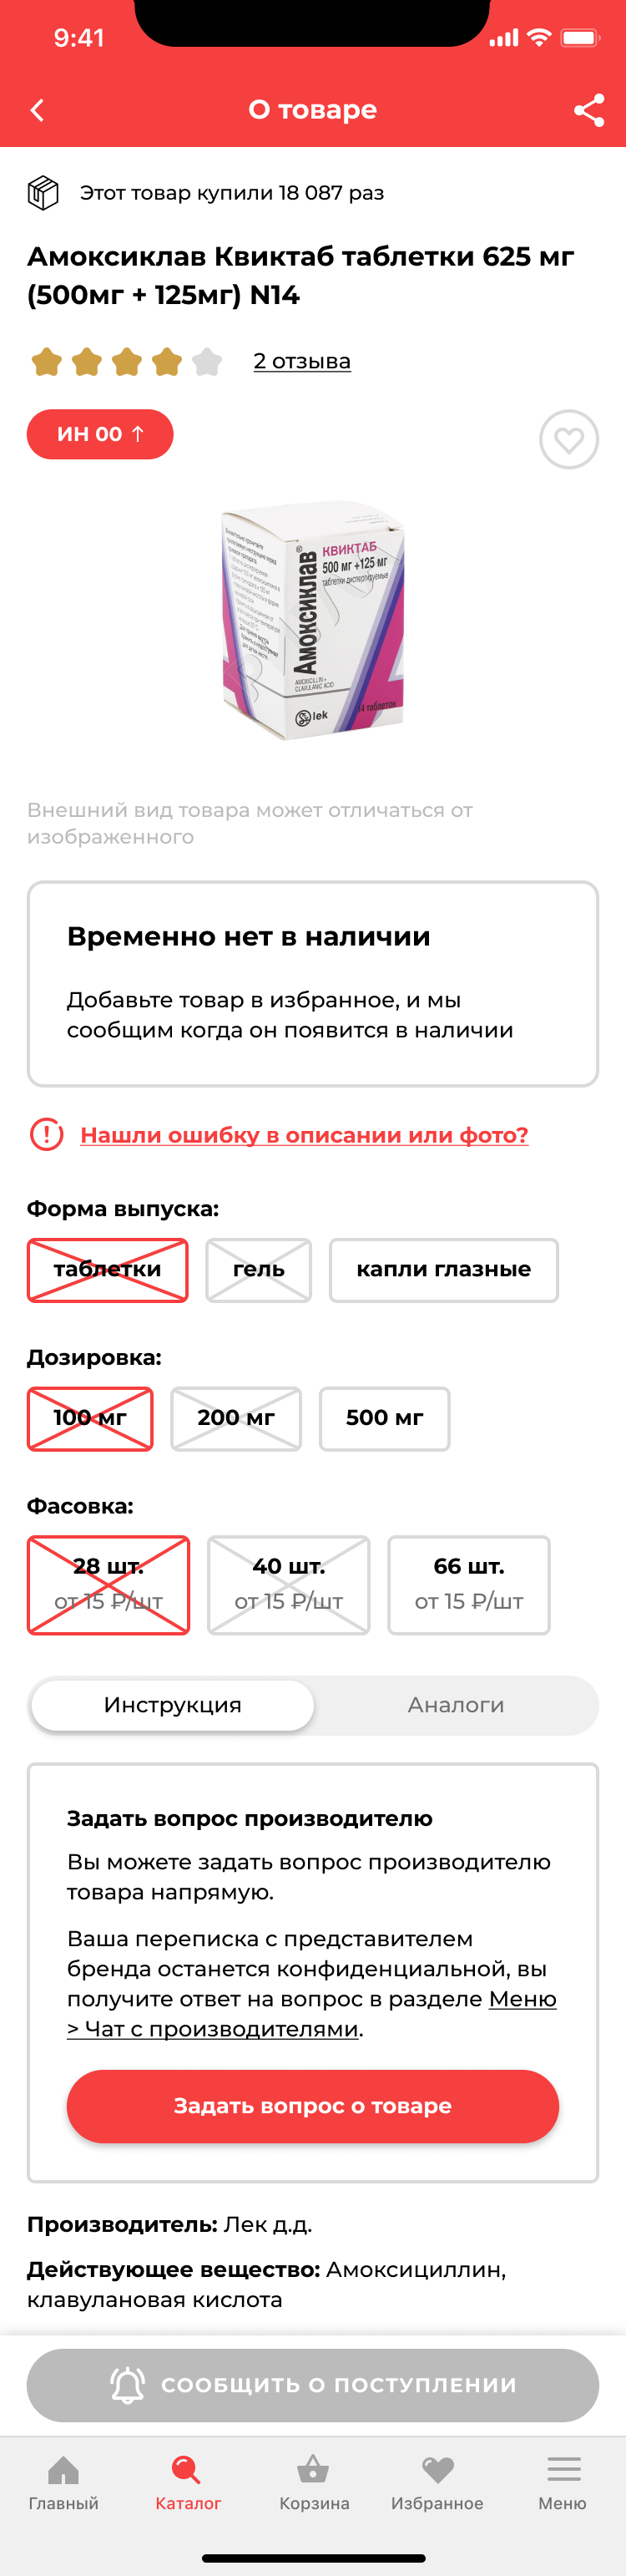 9:41
О товаре
Этот товар купили 18 087 раз
Амоксиклав Квиктаб таблетки 625 мг
(500мг + 125мг) N14
2 отзыва
ИН 00 ↑
КВИКТАБ
500 мг +125 мг
таблетки диспергируемые
Амоксиклав®
AMOXICILLIN+
CLAVULANIC ACID
lek
14 таблеток
Внешний вид товара может отличаться от
изображенного
Временно нет в наличии
Добавьте товар в избранное, и мы
сообщим когда он появится в наличии
Нашли ошибку в описании или фото?
Форма выпуска:
таблетки гель капли глазные
Дозировка:
100 мг 200 мг 500 мг
Фасовка:
28 шт. 40 шт. 66 шт.
от 15 ₽/шт от 15 ₽/шт от 15 ₽/шт
Инструкция Аналоги
Задать вопрос производителю
Вы можете задать вопрос производителю
товара напрямую.
Ваша переписка с представителем
бренда останется конфиденциальной, вы
получите ответ на вопрос в разделе Меню
> Чат с производителями.
Задать вопрос о товаре
Производитель: Лек д.д.
Действующее вещество: Амоксициллин,
клавулановая кислота
СООБЩИТЬ О ПОСТУПЛЕНИИ
Главный Каталог Корзина Избранное Меню